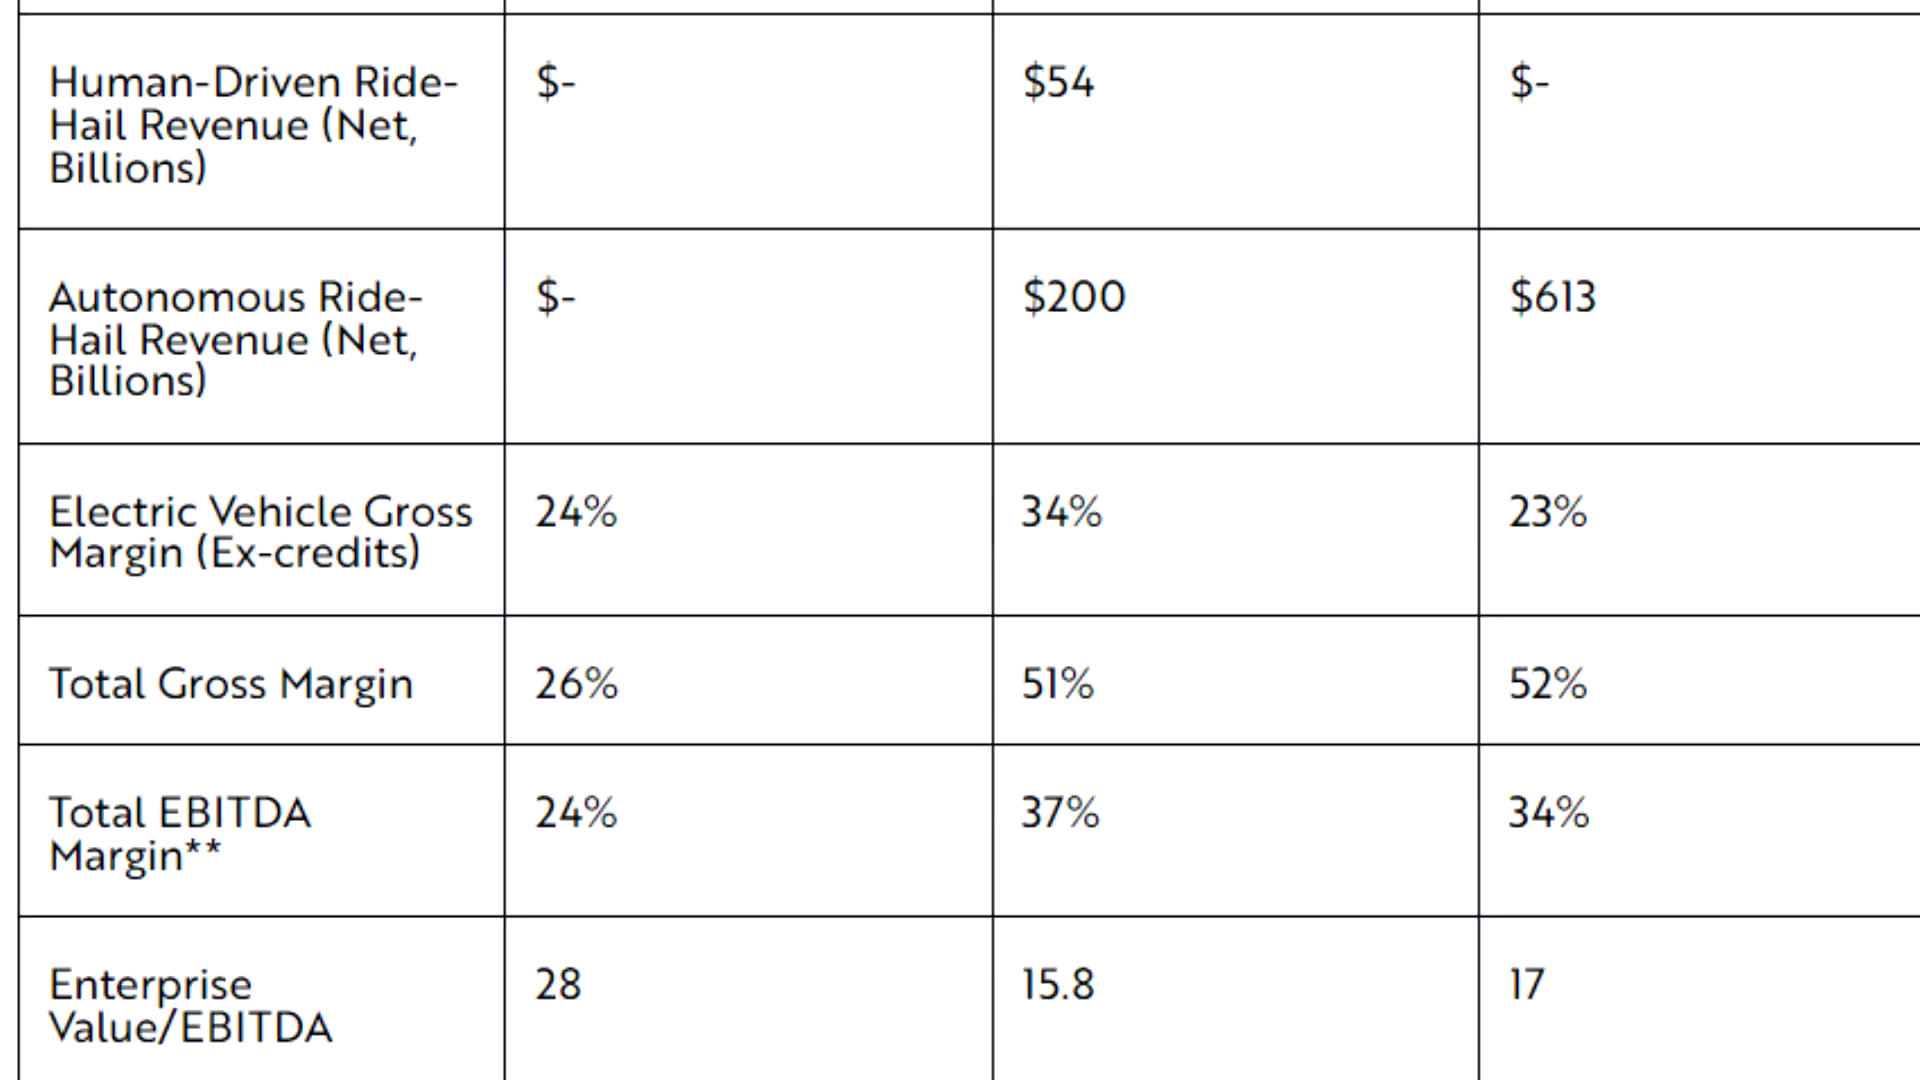 Human-Driven Ride-
Hail Revenue (Net,
Billions)
$-
$54
$-
Autonomous Ride-
Hail Revenue (Net,
Billions)
$-
$200
$613
Electric Vehicle Gross
Margin (Ex-credits)
24%
34%
23%
Total Gross Margin
26%
51%
52%
Total EBITDA
Margin**
24%
37%
34%
Enterprise
Value/EBITDA
28
15.8
17